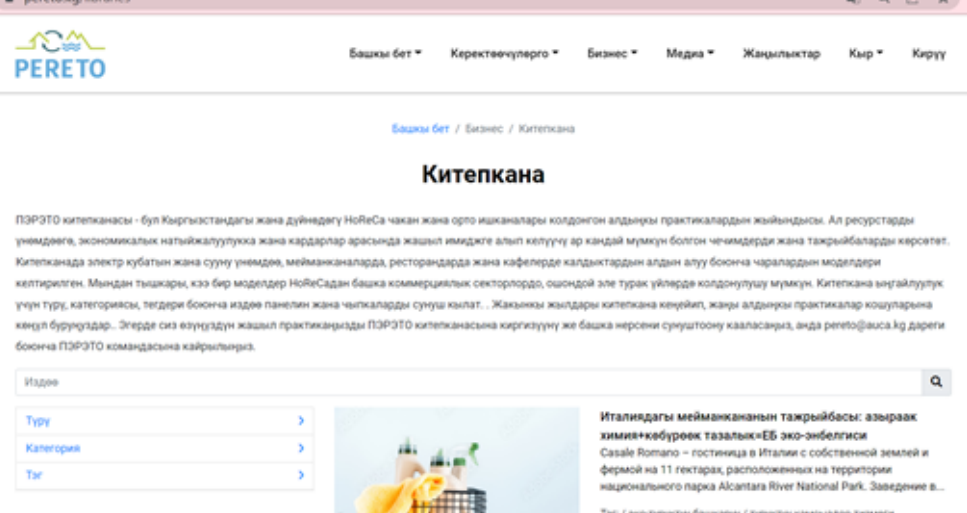 PERETO
Башкы бет Керектөөчүлөргө Бизнес Медиа Жаңылыктар Кыр Кирүү
Башкы бет / Бизнес / Китепкана
Китепкана
ПЭРЭТО китепканасы - бул Кыргызстандагы жана дүйнөдөгү HoReCa чакан жана орто ишканалары колдонгон алдыңкы практикалардын жыйындысы. Ал ресурстарды
үнөмдөөгө, экономикалык натыйжалуулукка жана кардарлар арасында жашыл имиджге алып келүүчү ар кандай мүмкүн болгон чечимдерди жана тажрыйбаларды көрсөтөт.
Китепканада электр кубатын жана сууну үнөмдөө, мейманканаларда, ресторандарда жана кафелерде калдыктардын алдын алуу боюнча чаралардын моделдери
келтирилген. Мындан тышкары, кээ бир моделдер HoReCaдан башка коммерциялык секторлордо, ошондой эле турак үйлөрдө колдонулушу мүмкүн. Китепкана ыңгайлуулук
үчүн түрү, категориясы, тегдери боюнча издөө панелин жана чыпкаларды сунуш кылат. . Жакынкы жылдары китепкана кеңейип, жаңы алдыңкы практикалар кошуларына
көңүл буруңуздар.. Эгерде сиз өзүңүздүн жашыл практикаңызды ПЭРЭТО китепканасына киргизүүнү же башка нерсени сунуштоону кааласаңыз, анда pereto@auca.kg дареги
боюнча ПЭРЭТО командасына кайрылыңыз.
Издөө
Түрү
Категория
Тэг
Италиядагы мейманкананын тажрыйбасы: азыраак
химия+көбүрөөк тазалык=ЕБ эко-энбелгиси
Casale Romano – гостиница в Италии с собственной землей и
фермой на 11 гектарах, расположенных на территории
национального парка Alcantara River National Park. Заведение в...